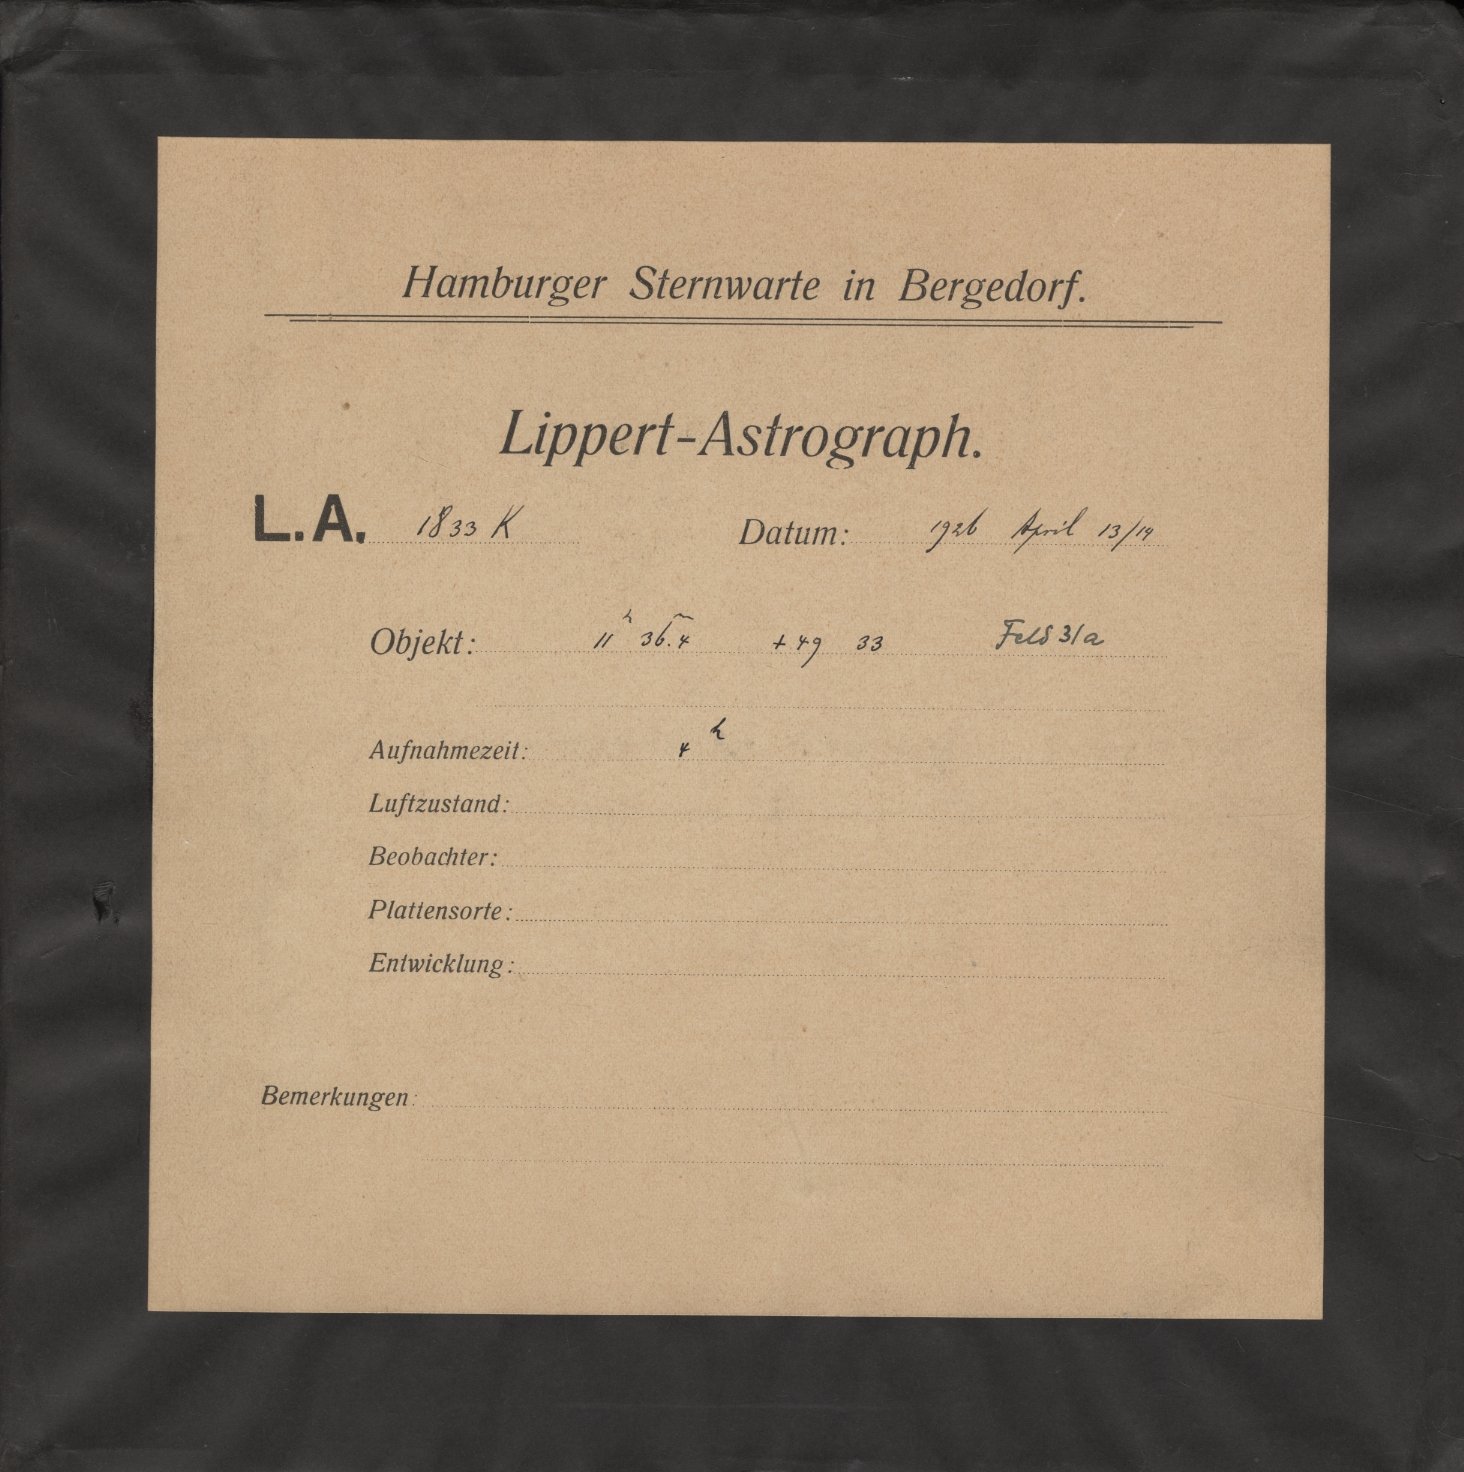 Hamburger Sternwarte in Bergedorf.
Lippert-Astrograph.
L.A. 1833 K Datum: 1926 April 13/14
Objekt: 11h 36.4m +49 33 Feld 31a
Aufnahmezeit: 4h
Luftzustand:
Beobachter:
Plattensorte:
Entwicklung:
Bemerkungen: